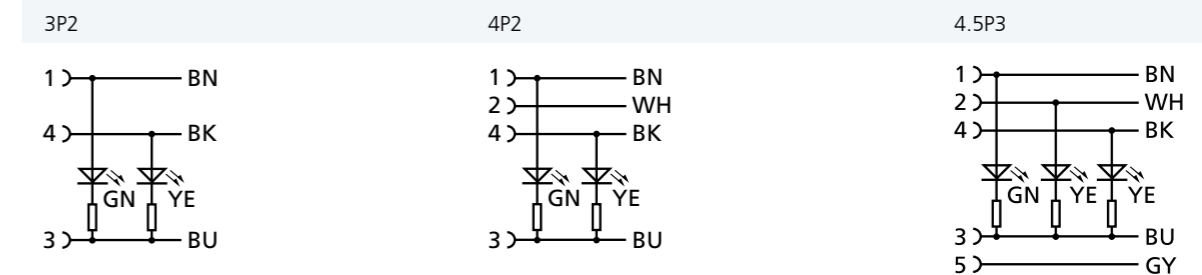 3P2
4P2
4.5P3
1 BN
4 BK
GN YE
3 BU
1 BN
2 WH
4 BK
GN YE
3 BU
1 BN
2 WH
4 BK
GN YE YE
3 BU
5 GY